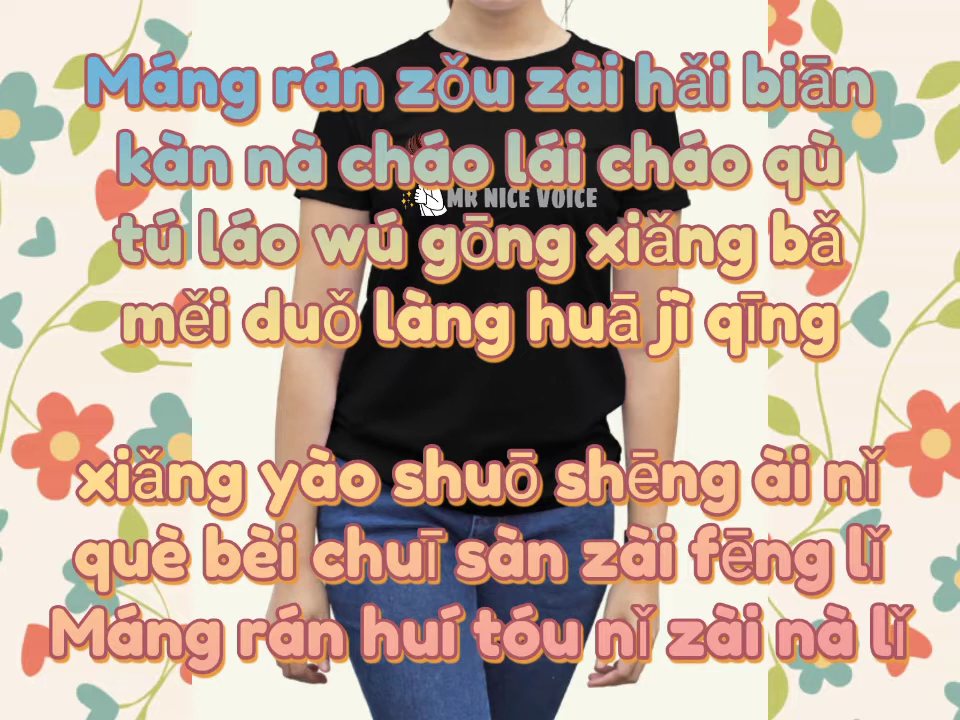 Máng rán zǒu zài hǎi biān
kàn nà cháo lái cháo qù
MR NICE VOICE
tú láo wú gōng xiǎng bǎ
měi duǒ làng huā jì qīng
xiǎng yào shuō shēng ài nǐ
què bèi chuī sàn zài fēng lǐ
Máng rán huí tóu nǐ zài nà lǐ